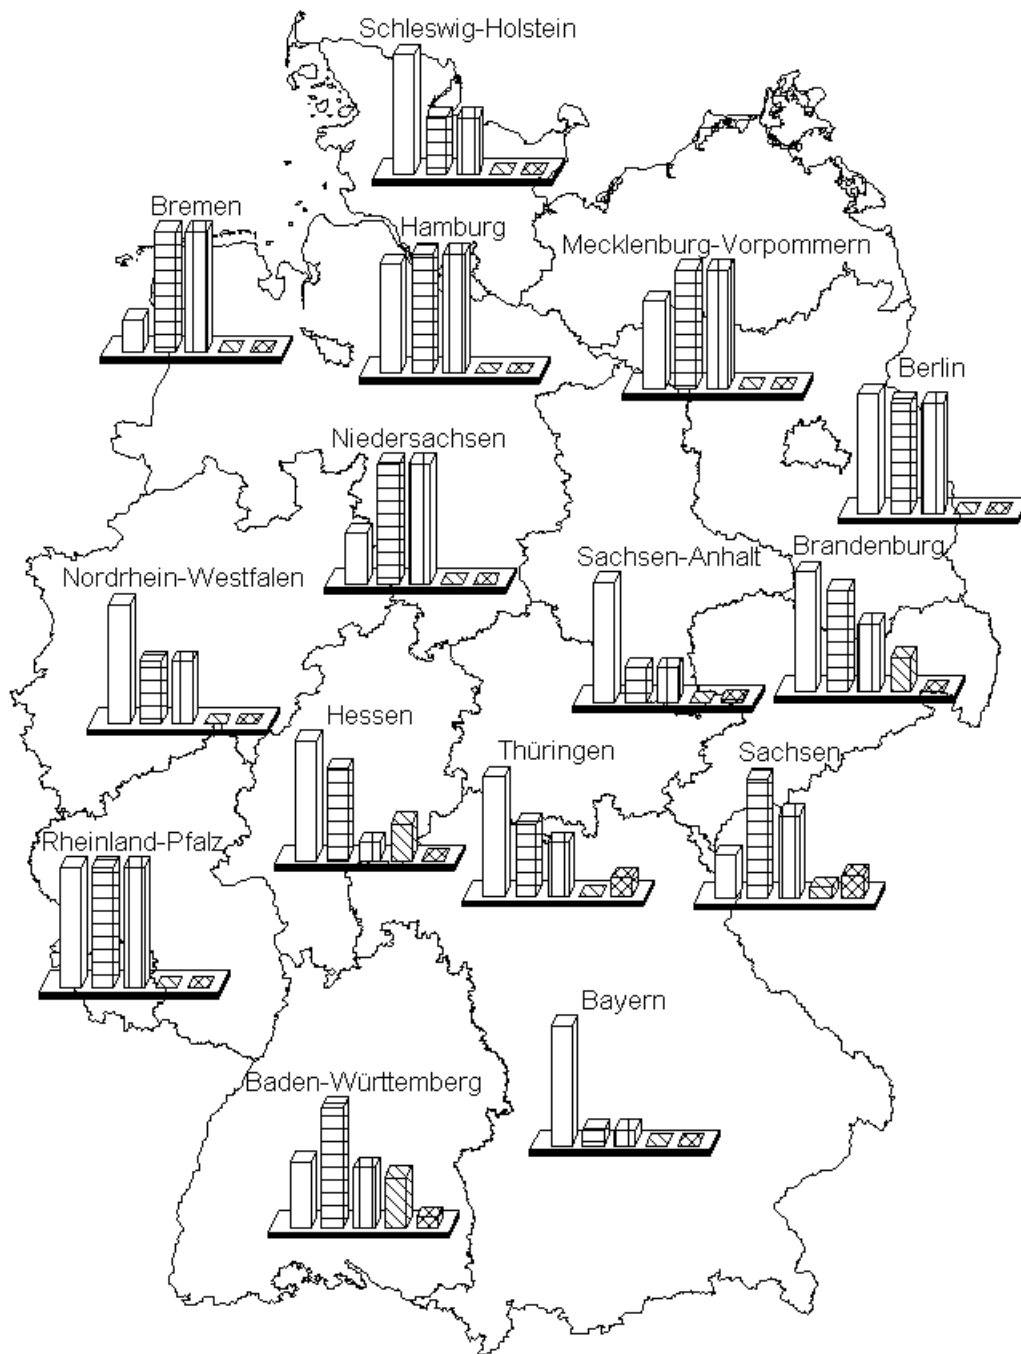 Schleswig-Holstein
Bremen
Hamburg
Mecklenburg-Vorpommern
Berlin
Niedersachsen
Sachsen-Anhalt
Brandenburg
Nordrhein-Westfalen
Hessen
Thüringen
Sachsen
Rheinland-Pfalz
Bayern
Baden-Württemberg